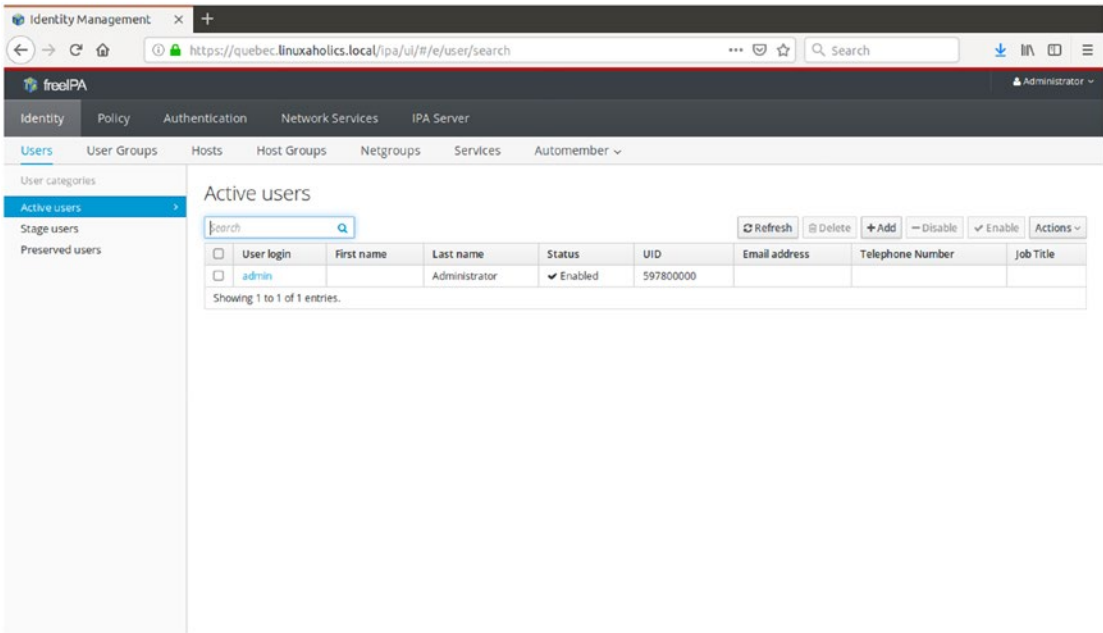 Identity Management
https://quebec.linuxaholics.local/ipa/ui/#/e/user/search
Search
freeIPA
Administrator
Identity Policy Authentication Network Services IPA Server
Users User Groups Hosts Host Groups Netgroups Services Automember
User categories
Active users
Stage users
Preserved users
Active users
Search
Refresh Delete +Add Disable Enable Actions
User login First name Last name Status UID Email address Telephone Number Job Title
admin Administrator Enabled 597800000
Showing 1 to 1 of 1 entries.